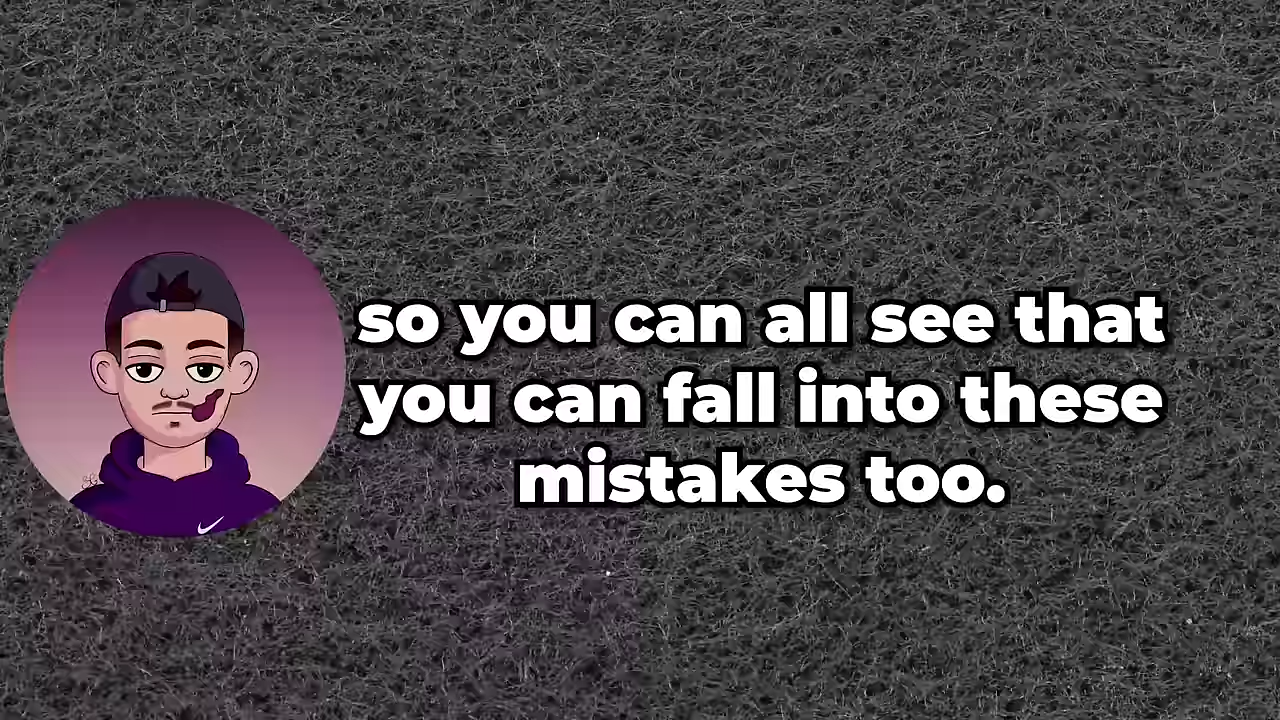 so you can all see that
you can fall into these
mistakes too.